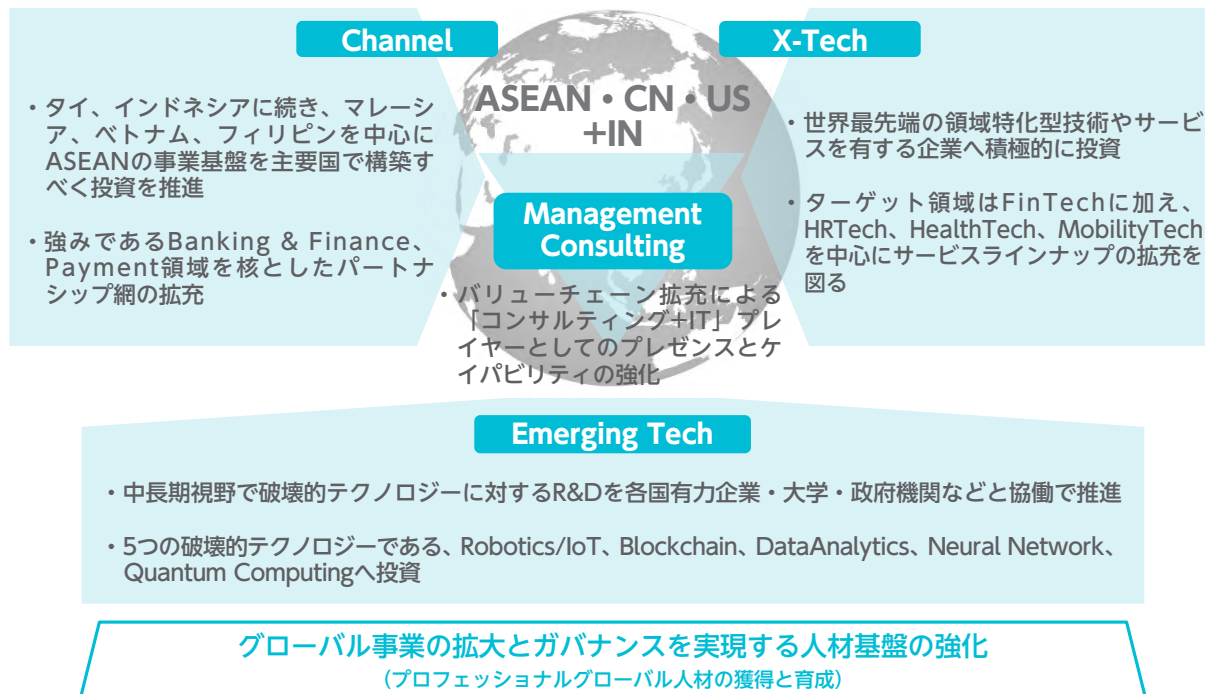 Channel
・タイ、インドネシアに続き、マレーシ
ア、ベトナム、フィリピンを中心に
ASEANの事業基盤を主要国で構築す
べく投資を推進
・強みであるBanking & Finance、
Payment領域を核としたパートナ
シップ網の拡充
ASEAN・CN・US
+IN
Management
Consulting
・バリューチェーン拡充による
「コンサルティング+IT」プレ
イヤーとしてのプレゼンスとケ
イパビリティの強化
X-Tech
・世界最先端の領域特化型技術やサービ
スを有する企業へ積極的に投資
・ターゲット領域はFinTechに加え、
HRTech、HealthTech、MobilityTech
を中心にサービスラインナップの拡充を
図る
Emerging Tech
・中長期視野で破壊的テクノロジーに対するR&Dを各国有力企業・大学・政府機関などと協働で推進
・5つの破壊的テクノロジーである、Robotics/IoT、Blockchain、DataAnalytics、Neural Network、
Quantum Computingへ投資
グローバル事業の拡大とガバナンスを実現する人材基盤の強化
(プロフェッショナルグローバル人材の獲得と育成)